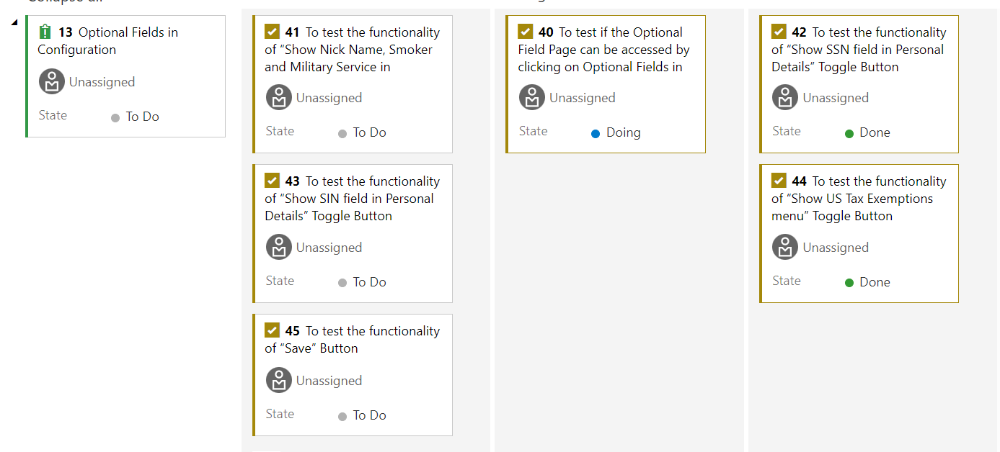 13 Optional Fields in
Configuration
Unassigned
State To Do
41 To test the functionality
of “Show Nick Name, Smoker
and Military Service in
Unassigned
State To Do
43 To test the functionality
of “Show SIN field in Personal
Details” Toggle Button
Unassigned
State To Do
45 To test the functionality
of “Save” Button
Unassigned
State To Do
40 To test if the Optional
Field Page can be accessed by
clicking on Optional Fields in
Unassigned
State Doing
42 To test the functionality
of “Show SSN field in Personal
Details” Toggle Button
Unassigned
State Done
44 To test the functionality
of “Show US Tax Exemptions
menu” Toggle Button
Unassigned
State Done